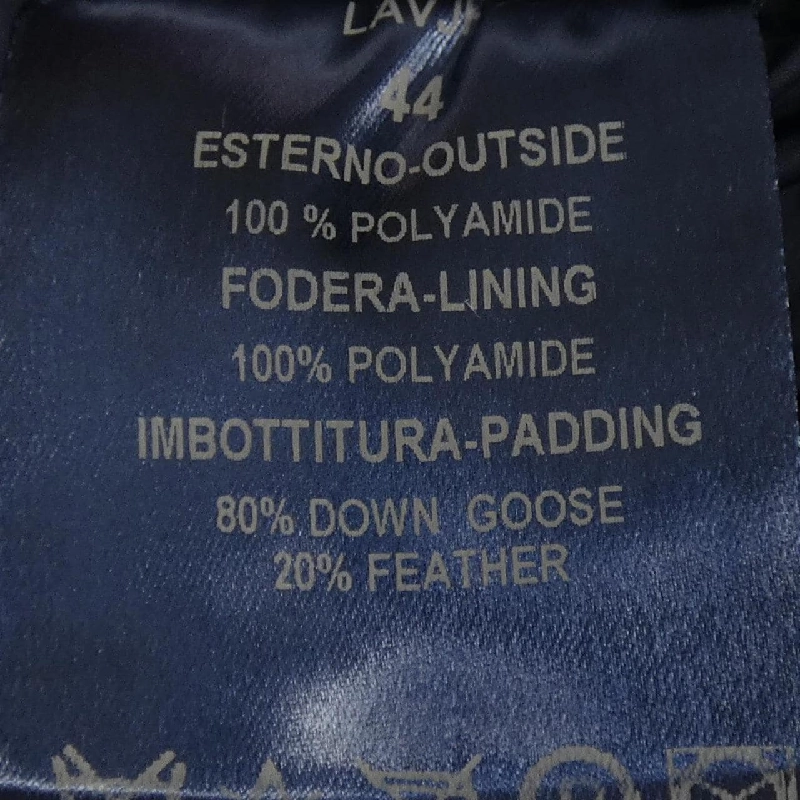 44
ESTERNO-OUTSIDE
100 % POLYAMIDE
FODERA-LINING
100% POLYAMIDE
IMBOTTITURA-PADDING
80% DOWN GOOSE
20% FEATHER